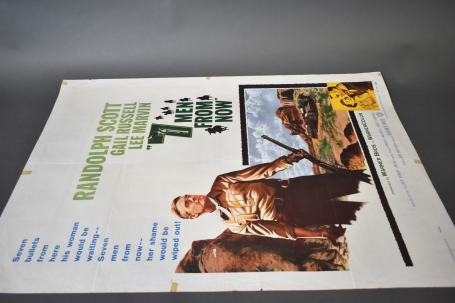 RANDOLPH SCOTT
GAIL RUSSELL
LEE MARVIN
"7
MEN
FROM
NOW"
Seven
bullets
from
here
his woman
would be
waiting--
Seven
men
from
now--
her shame
would be
wiped out!